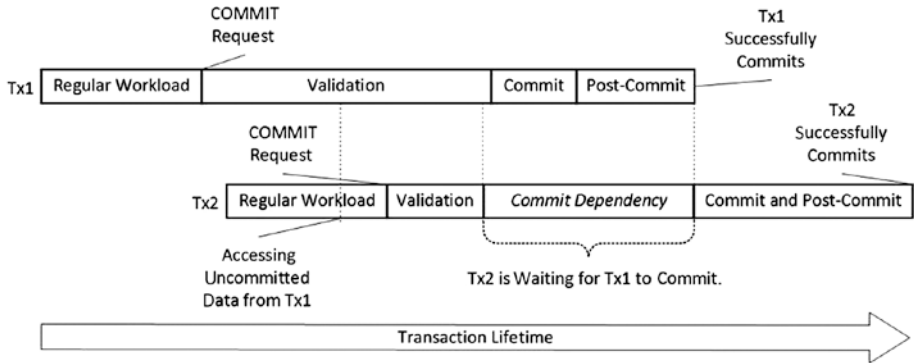 COMMIT
Request
Tx1
Successfully
Commits
Tx1
Regular Workload
Validation
Commit
Post-Commit
COMMIT
Request
Tx2
Successfully
Commits
Tx2
Regular Workload
Validation
Commit Dependency
Commit and Post-Commit
Accessing
Uncommitted
Data from Tx1
Tx2 is Waiting for Tx1 to Commit.
Transaction Lifetime